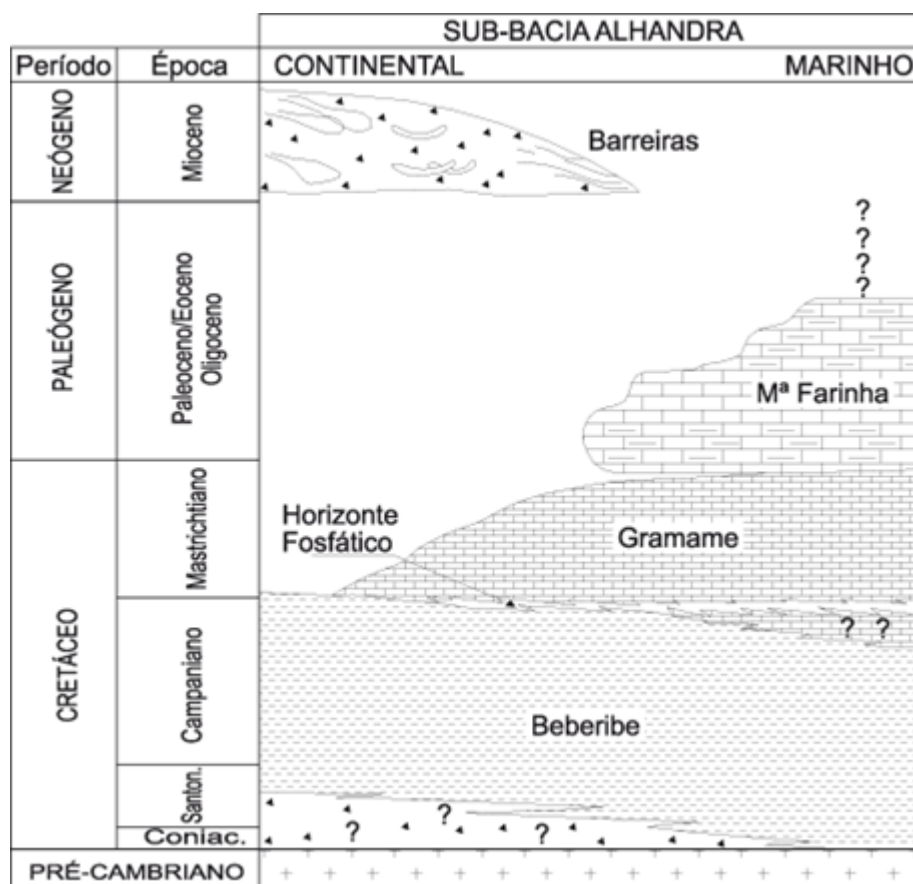 SUB-BACIA ALHANDRA
Período Época CONTINENTAL MARINHO
NEÓGENO
Mioceno
Barreiras
PALEÓGENO
Paleoceno/Eoceno
Oligoceno
?
?
?
?
Mª Farinha
CRETÁCEO
Mastrichtiano
Horizonte
Fosfático
Gramame
? ?
Campaniano
Beberibe
Santon.
?
Coniac.
? ? ?
PRÉ-CAMBRIANO